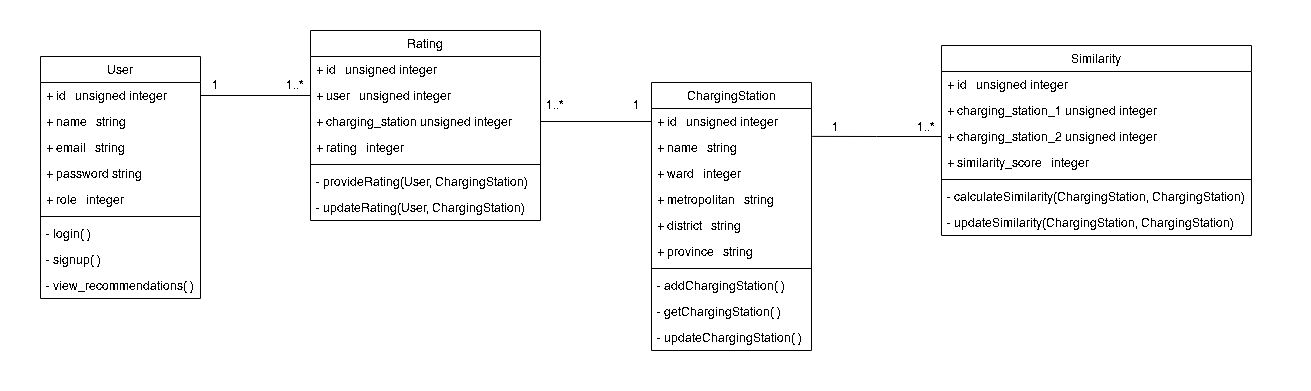 User
+ id unsigned integer
+ name string
+ email string
+ password string
+ role integer
- login( )
- signup( )
- view_recommendations( )
1
1..*
Rating
+ id unsigned integer
+ user unsigned integer
+ charging_station unsigned integer
+ rating integer
- provideRating(User, ChargingStation)
- updateRating(User, ChargingStation)
1..*
1
ChargingStation
+ id unsigned integer
+ name string
+ ward integer
+ metropolitan string
+ district string
+ province string
- addChargingStation( )
- getChargingStation( )
- updateChargingStation( )
1
1..*
Similarity
+ id unsigned integer
+ charging_station_1 unsigned integer
+ charging_station_2 unsigned integer
+ similarity_score integer
- calculateSimilarity(ChargingStation, ChargingStation)
- updateSimilarity(ChargingStation, ChargingStation)